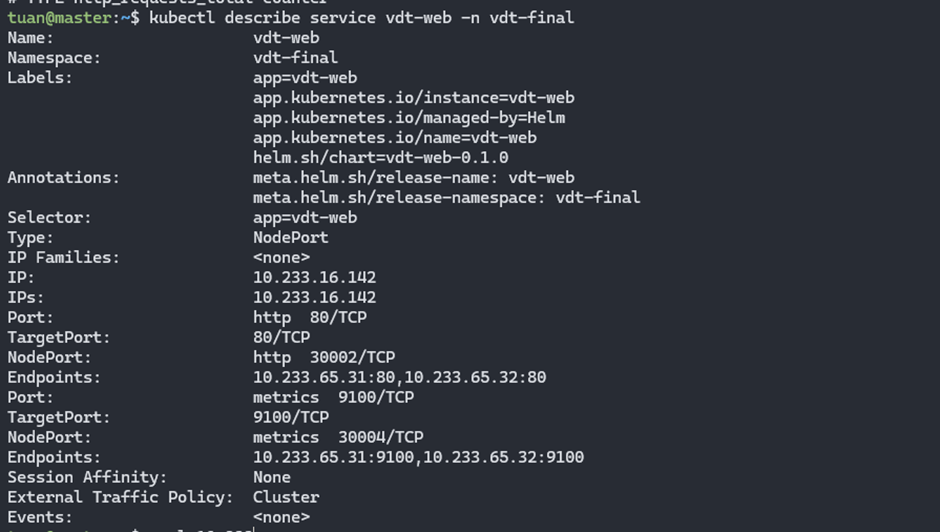 # TYPE http_requests_total counter
tuan@master:~$ kubectl describe service vdt-web -n vdt-final
Name: vdt-web
Namespace: vdt-final
Labels: app=vdt-web
app.kubernetes.io/instance=vdt-web
app.kubernetes.io/managed-by=Helm
app.kubernetes.io/name=vdt-web
helm.sh/chart=vdt-web-0.1.0
Annotations: meta.helm.sh/release-name: vdt-web
meta.helm.sh/release-namespace: vdt-final
Selector: app=vdt-web
Type: NodePort
IP Families: <none>
IP: 10.233.16.142
IPs: 10.233.16.142
Port: http 80/TCP
TargetPort: 80/TCP
NodePort: http 30002/TCP
Endpoints: 10.233.65.31:80,10.233.65.32:80
Port: metrics 9100/TCP
TargetPort: 9100/TCP
NodePort: metrics 30004/TCP
Endpoints: 10.233.65.31:9100,10.233.65.32:9100
Session Affinity: None
External Traffic Policy: Cluster
Events: <none>